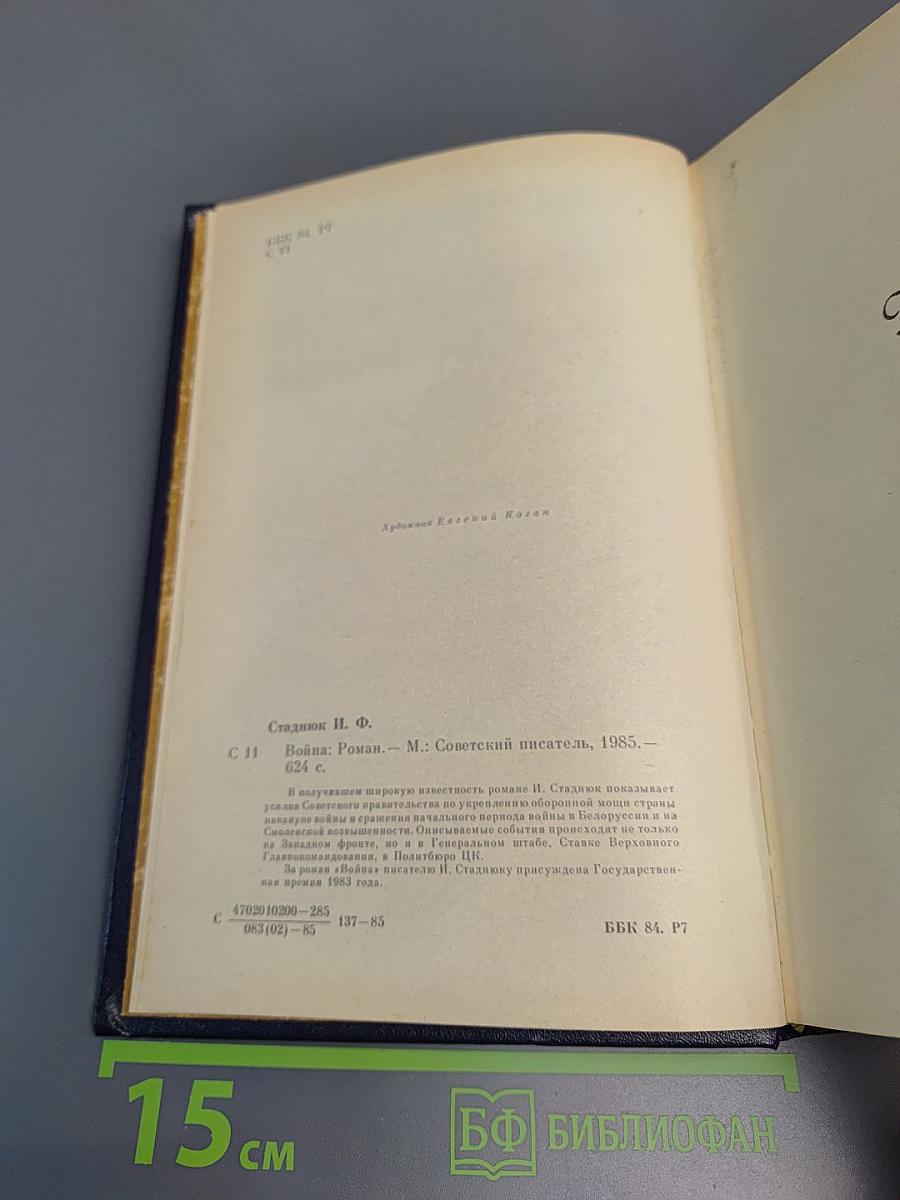 ББК 84. Р7
С 11
Художник Евгений Коган
Стаднюк И. Ф.
С 11 Война: Роман.— М.: Советский писатель, 1985.—
624 с.
В получившем широкую известность романе И. Стаднюк показывает
усилия Советского правительства по укреплению оборонной мощи страны
накануне войны и сражения начального периода войны в Белоруссии и на
Смоленской возвышенности. Описываемые события происходят не только
на Западном фронте, но и в Генеральном штабе, Ставке Верховного
Главнокомандования, в Политбюро ЦК.
За роман «Война» писателю И. Стаднюку присуждена Государствен-
ная премия 1983 года.
С 4702010200—285
083(02)—85 137—85
ББК 84. Р7
15 см
БФ БИБЛИОФАН